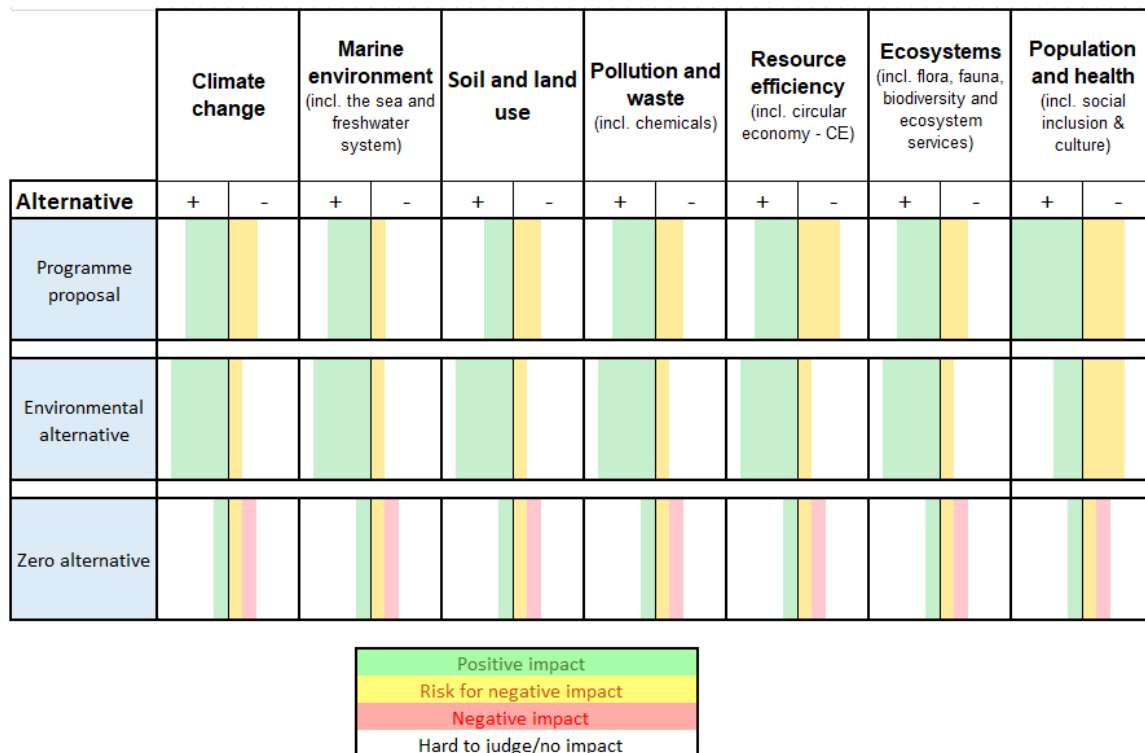 Climate
change
Marine
environment
(incl. the sea and
freshwater
system)
Soil and land
use
Pollution and
waste
(incl. chemicals)
Resource
efficiency
(incl. circular
economy - CE)
Ecosystems
(incl. flora, fauna,
biodiversity and
ecosystem
services)
Population
and health
(incl. social
inclusion &
culture)
Alternative + - + - + - + - + - + - + -
Programme
proposal
Environmental
alternative
Zero alternative
Positive impact
Risk for negative impact
Negative impact
Hard to judge/no impact